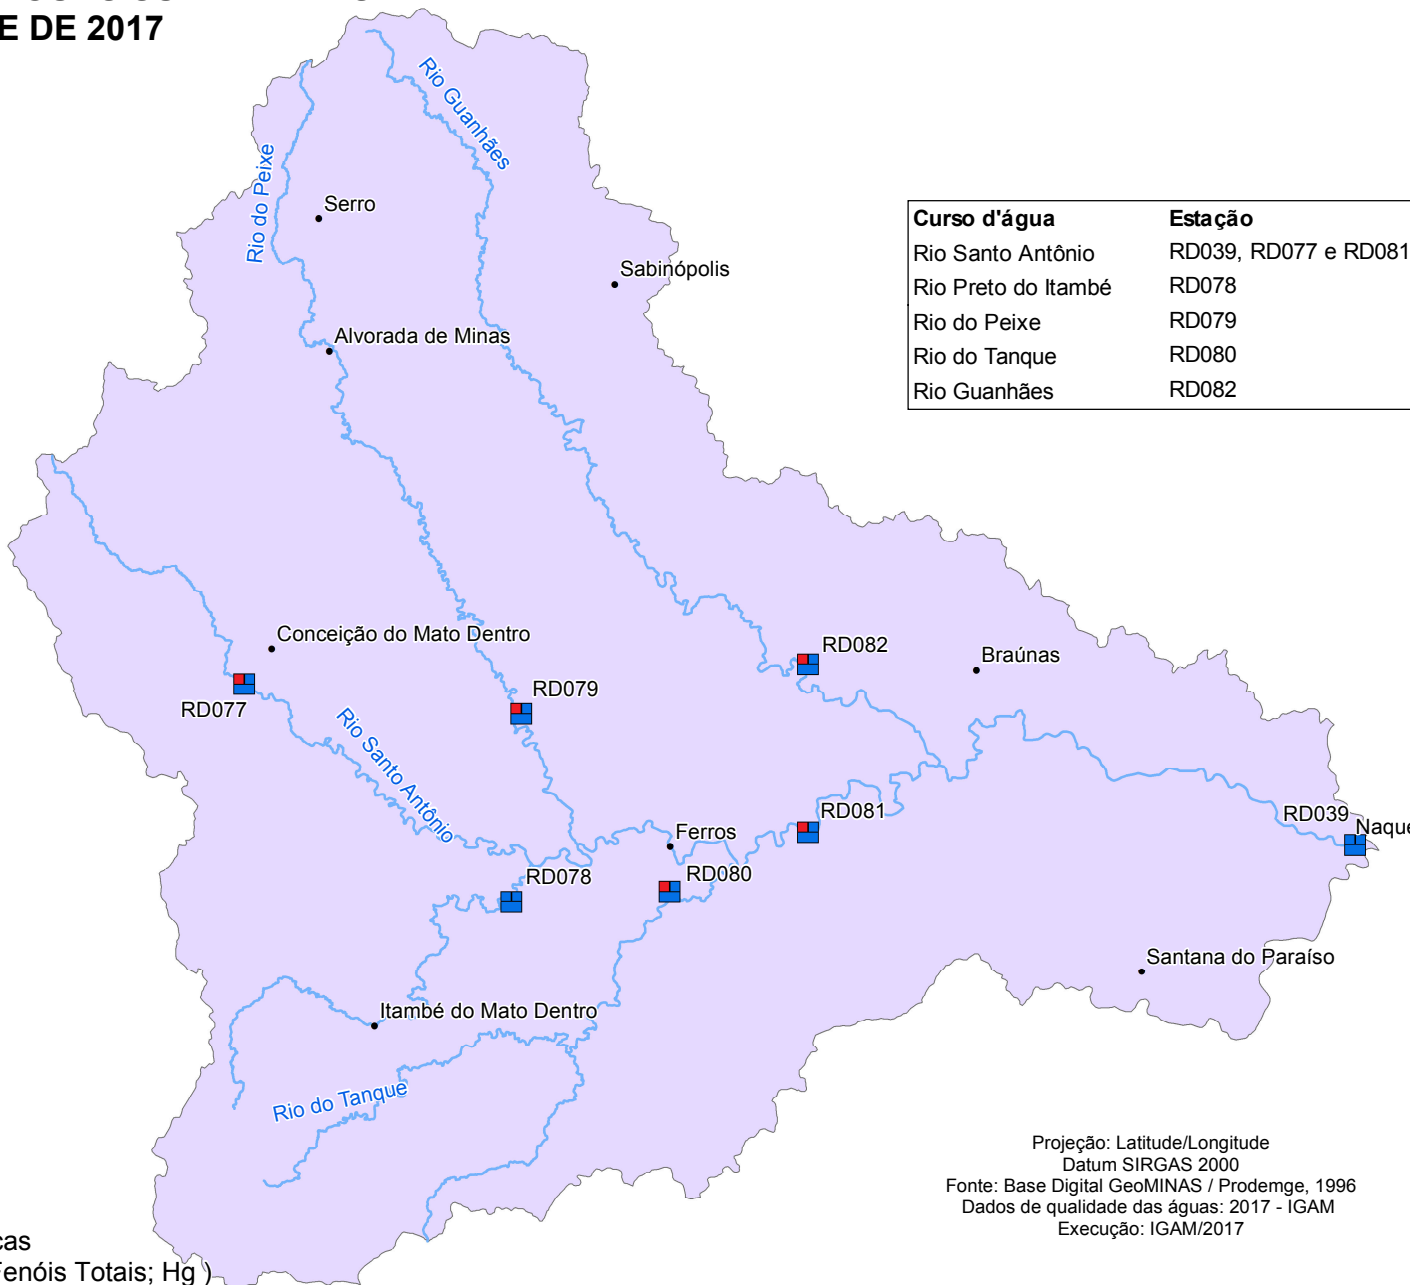 E DE 2017
Rio Guanhães
Rio do Peixe
Serro
Sabinópolis
Alvorada de Minas
Curso d'água Estação
Rio Santo Antônio RD039, RD077 e RD081
Rio Preto do Itambé RD078
Rio do Peixe RD079
Rio do Tanque RD080
Rio Guanhães RD082
Conceição do Mato Dentro
RD082
Braúnas
RD079
RD077
Rio Santo Antônio
RD081
RD039
Ferros
RD080
RD078
Santana do Paraíso
Itambé do Mato Dentro
Rio do Tanque
Projeção: Latitude/Longitude
Datum SIRGAS 2000
Fonte: Base Digital GeoMINAS / Prodemge, 1996
Dados de qualidade das águas: 2017 - IGAM
Execução: IGAM/2017
Fenóis Totais; Hg )